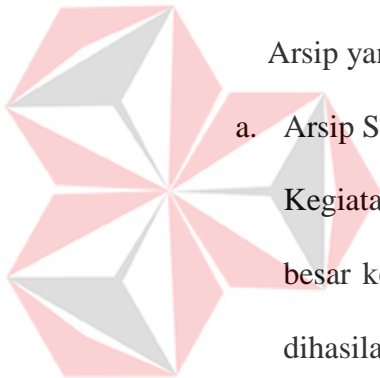 Arsip yan
a. Arsip S
Kegiata
besar k
dihasila